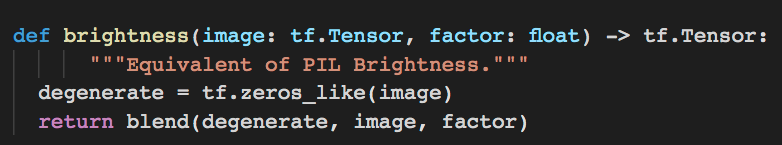 def brightness(image: tf.Tensor, factor: float) -> tf.Tensor:
"""Equivalent of PIL Brightness."""
degenerate = tf.zeros_like(image)
return blend(degenerate, image, factor)